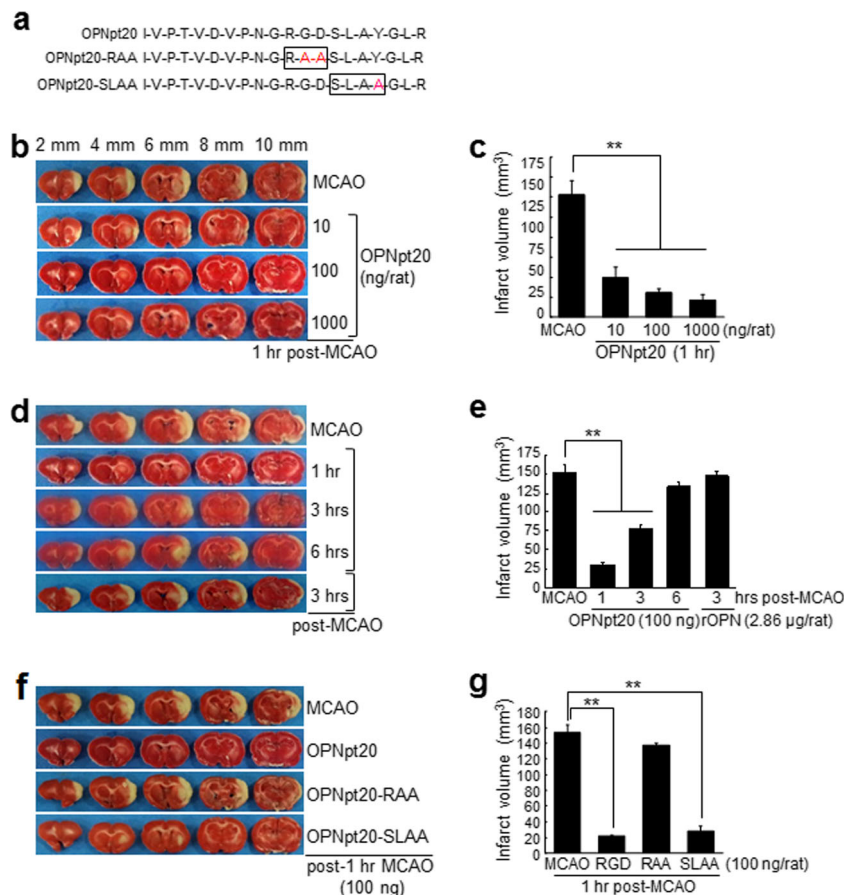 a
OPNpt20 I-V-P-T-V-D-V-P-N-G-R-G-D-S-L-A-Y-G-L-R
OPNpt20-RAA I-V-P-T-V-D-V-P-N-G-R-A-A-S-L-A-Y-G-L-R
OPNpt20-SLAA I-V-P-T-V-D-V-P-N-G-R-G-D-S-L-A-A-G-L-R
b
2 mm 4 mm 6 mm 8 mm 10 mm
MCAO
10
100
1000
OPNpt20
(ng/rat)
1 hr post-MCAO
c
Infarct volume (mm³)
175
150
125
100
75
50
25
0
**
MCAO 10 100 1000 (ng/rat)
OPNpt20 (1 hr)
d
MCAO
1 hr
3 hrs
6 hrs
3 hrs
post-MCAO
e
Infarct volume (mm³)
175
150
125
100
75
50
25
0
**
MCAO 1 3 6 3 hrs post-MCAO
OPNpt20 (100 ng) rOPN (2.86 μg/rat)
f
MCAO
OPNpt20
OPNpt20-RAA
OPNpt20-SLAA
post-1 hr MCAO
(100 ng)
g
Infarct volume (mm³)
180
160
140
120
100
80
60
40
20
0
**
**
MCAO RGD RAA SLAA (100 ng/rat)
1 hr post-MCAO